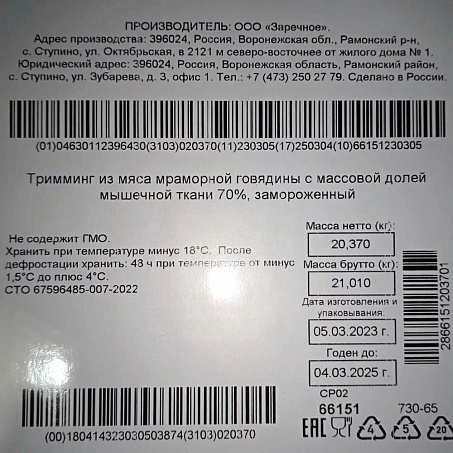 ПРОИЗВОДИТЕЛЬ: ООО «Заречное».
Адрес производства: 396024, Россия, Воронежская обл., Рамонский р-н,
с. Ступино, ул. Октябрьская, в 2121 м северо-восточнее от жилого дома № 1.
Юридический адрес: 396024, Россия, Воронежская область, Рамонский район,
с. Ступино, ул. Зубарева, д. 3, офис 1. Тел.: +7 (473) 250 27 79. Сделано в России.
(01)04630112396430(3103)020370(11)230305(17)250304(10)66151230305
Тримминг из мяса мраморной говядины с массовой долей
мышечной ткани 70%, замороженный
Не содержит ГМО.
Хранить при температуре минус 18°С. После
дефростации хранить: 48 ч при температуре от минус
1,5°С до плюс 4°С.
СТО 67596485-007-2022
Масса нетто (кг):
20,370
Масса брутто (кг):
21,010
Дата изготовления и
упаковывания.
05.03.2023 г.
Годен до:
04.03.2025 г.
2866151203701
СР02
66151 730-65
EAC 4 5 20
(00)180414323030503874(3103)020370